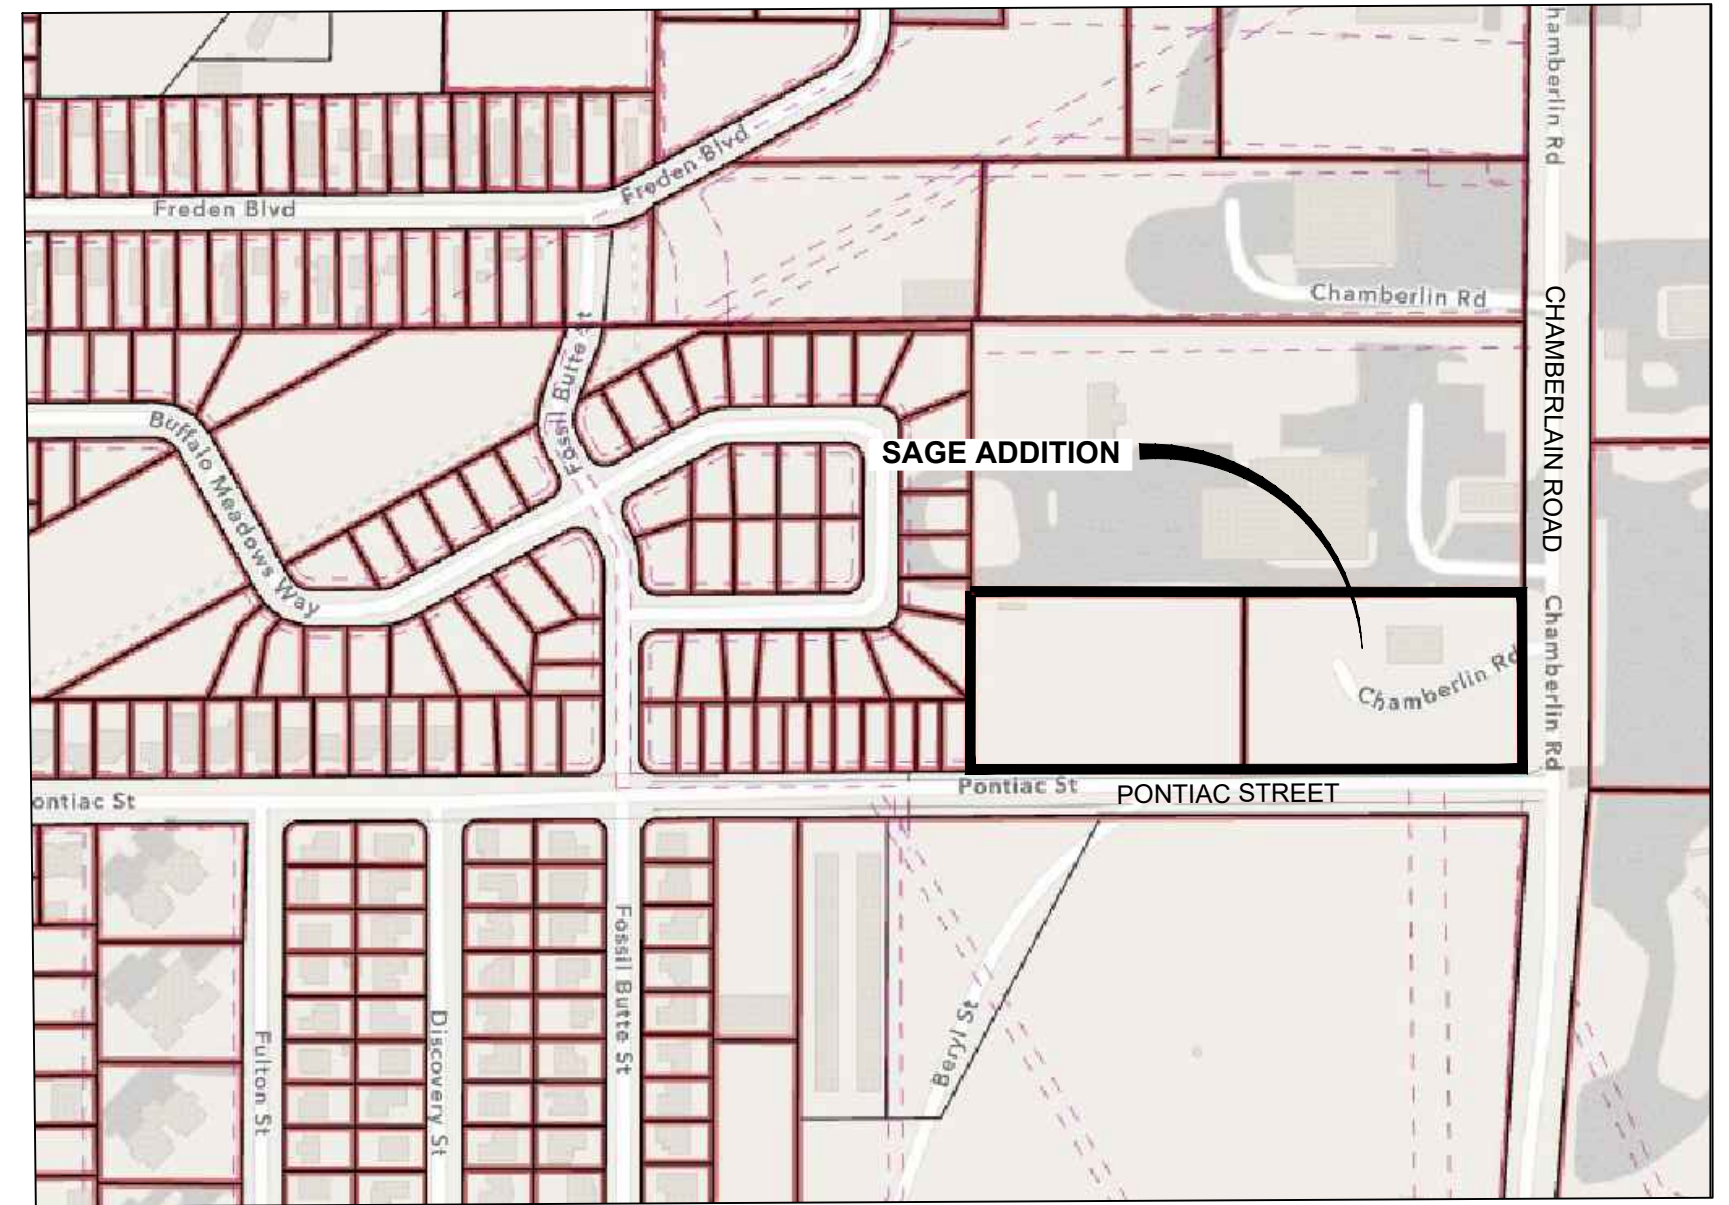 hamberlin Rd
Freden Blvd
Freden Blvd
Chamberlin Rd
CHAMBERLAIN ROAD
Fossil Butte St
Buffalo Meadows Way
SAGE ADDITION
Chamberlin Rd
Chamberlin Rd
Pontiac St
PONTIAC STREET
ontiac St
Fossil Butte St
Beryl St
Discovery St
Fulton St